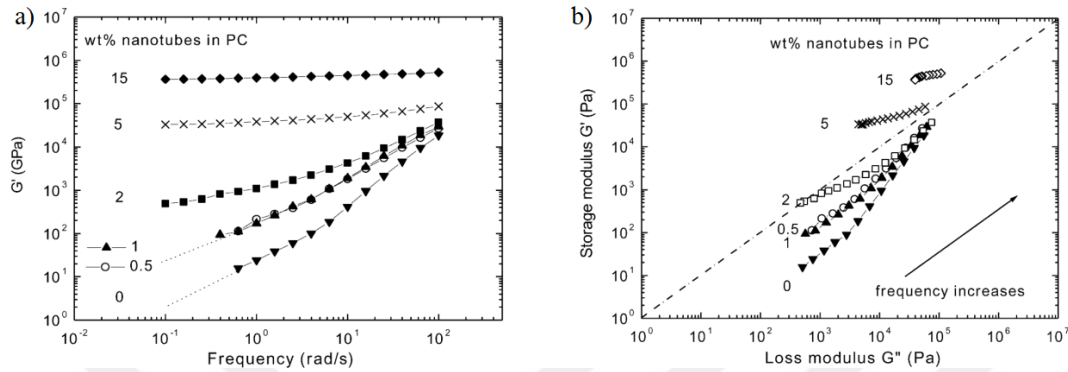 a)
wt% nanotubes in PC
15
5
2
1
0.5
0
10^7
10^6
10^5
10^4
10^3
10^2
10^1
10^0
G' (GPa)
10^-2 10^-1 10^0 10^1 10^2
Frequency (rad/s)
b)
wt% nanotubes in PC
15
5
2
0.5
1
0
frequency increases
10^7
10^6
10^5
10^4
10^3
10^2
10^1
10^0
Storage modulus G' (Pa)
10^0 10^1 10^2 10^3 10^4 10^5 10^6 10^7
Loss modulus G" (Pa)